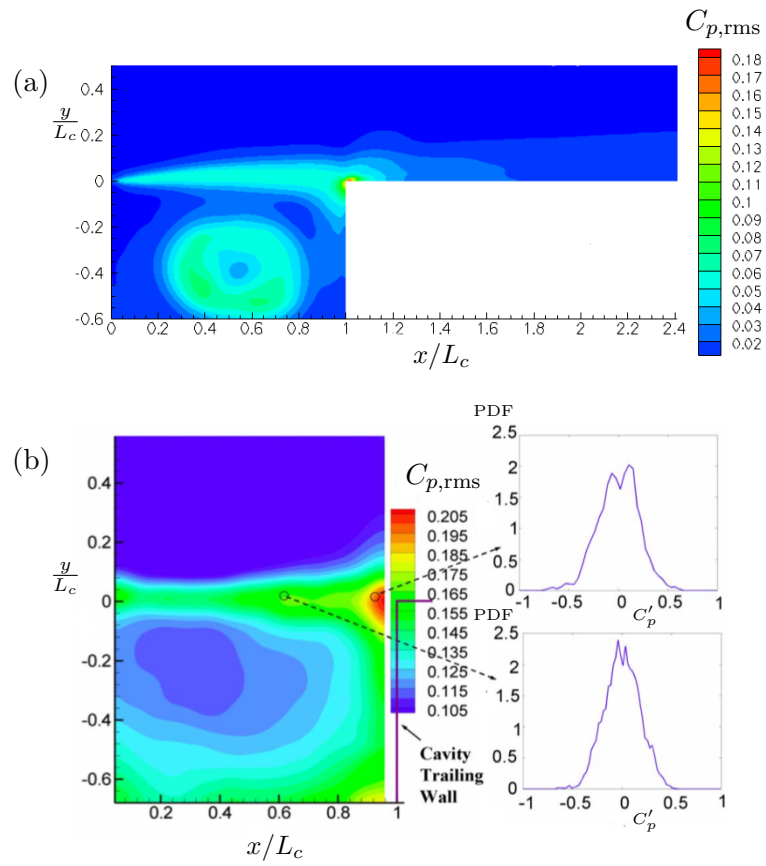 C_{p,rms}
(a)
y/L_c
0.4
0.2
0
-0.2
-0.4
-0.6
0 0.2 0.4 0.6 0.8 1 1.2 1.4 1.6 1.8 2 2.2 2.4
x/L_c
0.18
0.17
0.16
0.15
0.14
0.13
0.12
0.11
0.1
0.09
0.08
0.07
0.06
0.05
0.04
0.03
0.02
(b)
y/L_c
0.4
0.2
0
-0.2
-0.4
-0.6
0.2 0.4 0.6 0.8 1
x/L_c
C_{p,rms}
0.205
0.195
0.185
0.175
0.165
0.155
0.145
0.135
0.125
0.115
0.105
Cavity
Trailing
Wall
PDF
2.5
2
1.5
1
0.5
0
-1 -0.5 0 0.5 1
C′_p
PDF
2.5
2
1.5
1
0.5
0
-1 -0.5 0 0.5 1
C′_p